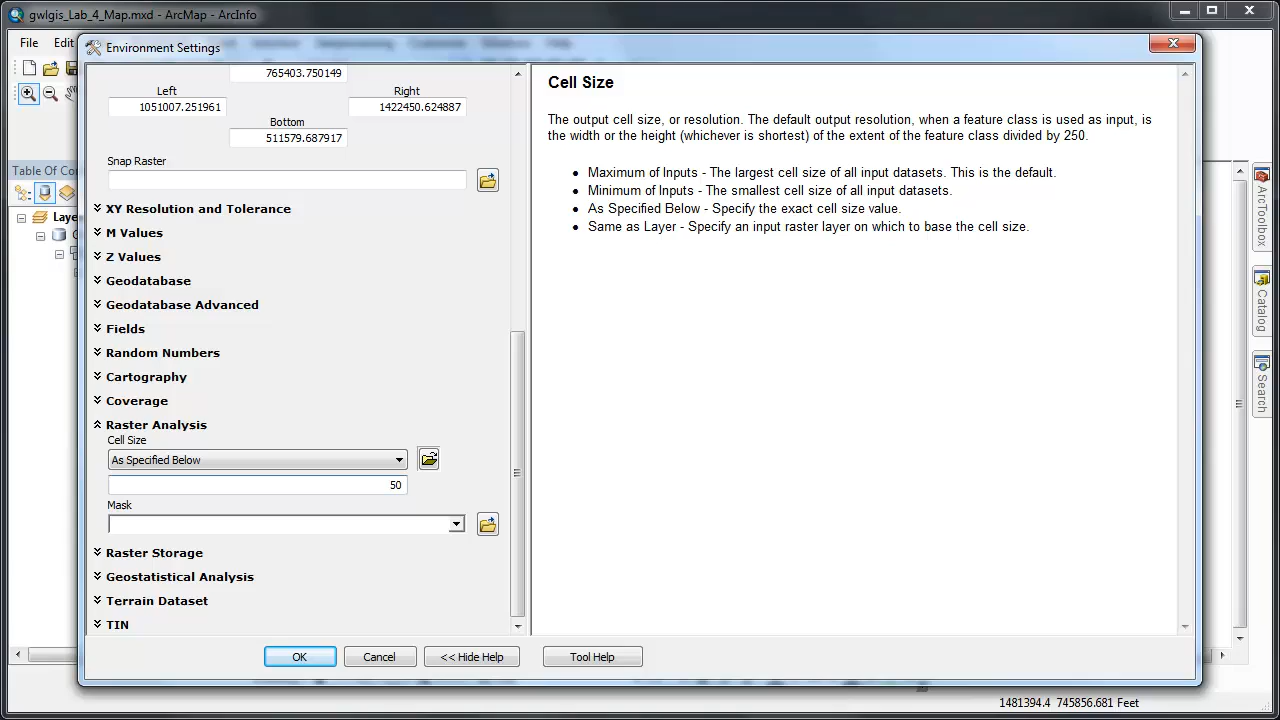 gwlgis_Lab_4_Map.mxd - ArcMap - ArcInfo
File Edit
Environment Settings
765403.750149
Left Right
1051007.251961 1422450.624887
Bottom
511579.687917
Snap Raster
XY Resolution and Tolerance
M Values
Z Values
Geodatabase
Geodatabase Advanced
Fields
Random Numbers
Cartography
Coverage
Raster Analysis
Cell Size
As Specified Below
50
Mask
Raster Storage
Geostatistical Analysis
Terrain Dataset
TIN
OK Cancel << Hide Help Tool Help
Cell Size
The output cell size, or resolution. The default output resolution, when a feature class is used as input, is
the width or the height (whichever is shortest) of the extent of the feature class divided by 250.
• Maximum of Inputs - The largest cell size of all input datasets. This is the default.
• Minimum of Inputs - The smallest cell size of all input datasets.
• As Specified Below - Specify the exact cell size value.
• Same as Layer - Specify an input raster layer on which to base the cell size.
Table Of Co
Laye
ArcToolbox
Catalog
Search
1481394.4 745856.681 Feet